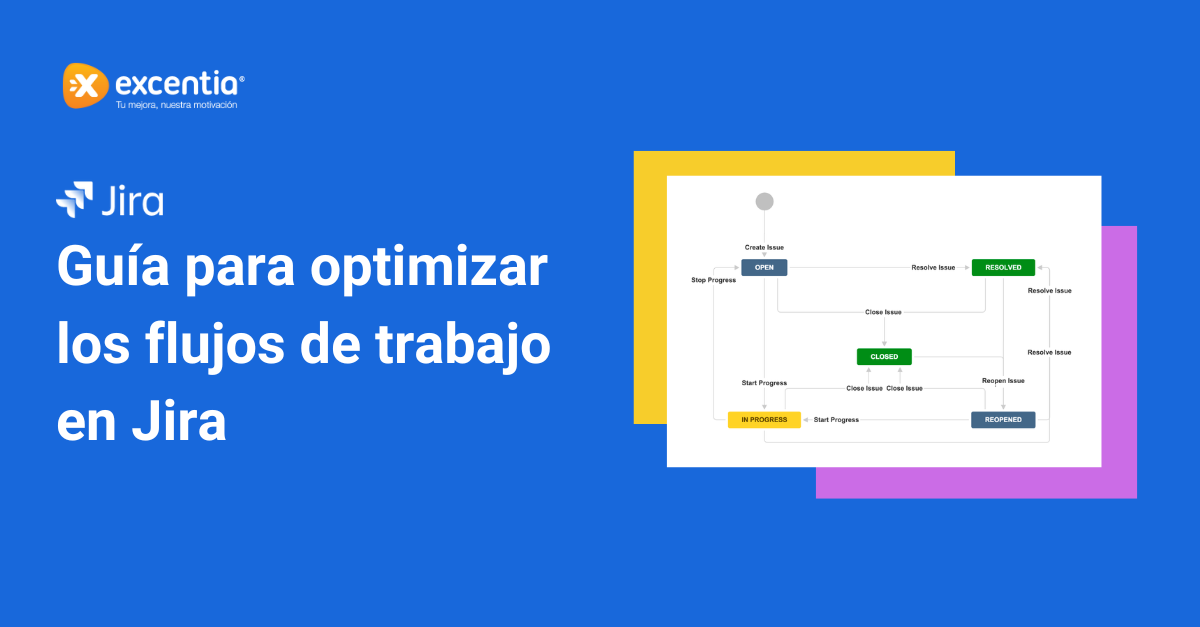 excentia®
Tu mejora, nuestra motivación
Jira
Guía para optimizar
los flujos de trabajo
en Jira
Create Issue
OPEN
Resolve Issue
RESOLVED
Stop Progress
Resolve Issue
Close Issue
Resolve Issue
CLOSED
Start Progress
Close Issue
Close Issue
Reopen Issue
IN PROGRESS
Start Progress
REOPENED